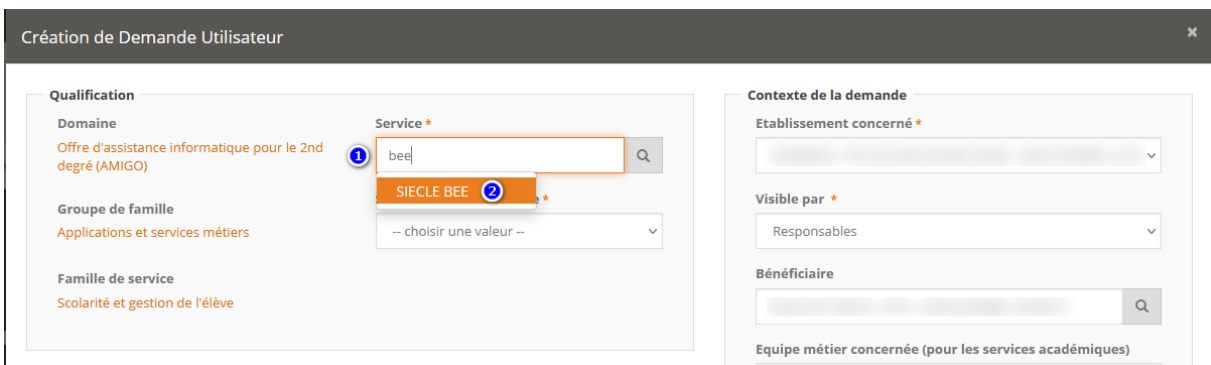 Création de Demande Utilisateur
×
Qualification
Domaine
Offre d'assistance informatique pour le 2nd
degré (AMIGO)
Groupe de famille
Applications et services métiers
Famille de service
Scolarité et gestion de l'élève
Service *
1 bee
SIECLE BEE 2
*
-- choisir une valeur --
Contexte de la demande
Etablissement concerné *
Visible par *
Responsables
Bénéficiaire
Equipe métier concernée (pour les services académiques)